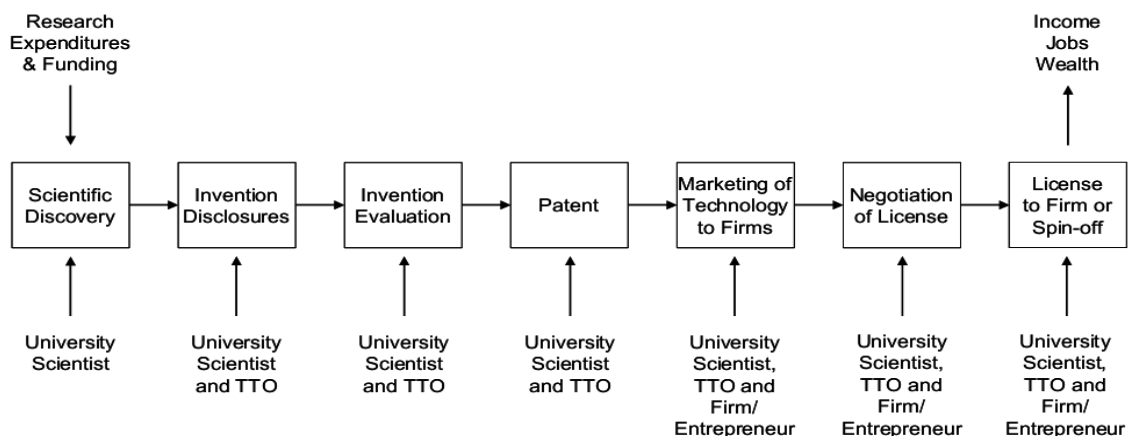 Research
Expenditures
& Funding
Income
Jobs
Wealth
Scientific
Discovery
Invention
Disclosures
Invention
Evaluation
Patent
Marketing of
Technology
to Firms
Negotiation
of License
License
to Firm or
Spin-off
University
Scientist
University
Scientist
and TTO
University
Scientist
and TTO
University
Scientist
and TTO
University
Scientist,
TTO and
Firm/
Entrepreneur
University
Scientist,
TTO and
Firm/
Entrepreneur
University
Scientist,
TTO and
Firm/
Entrepreneur